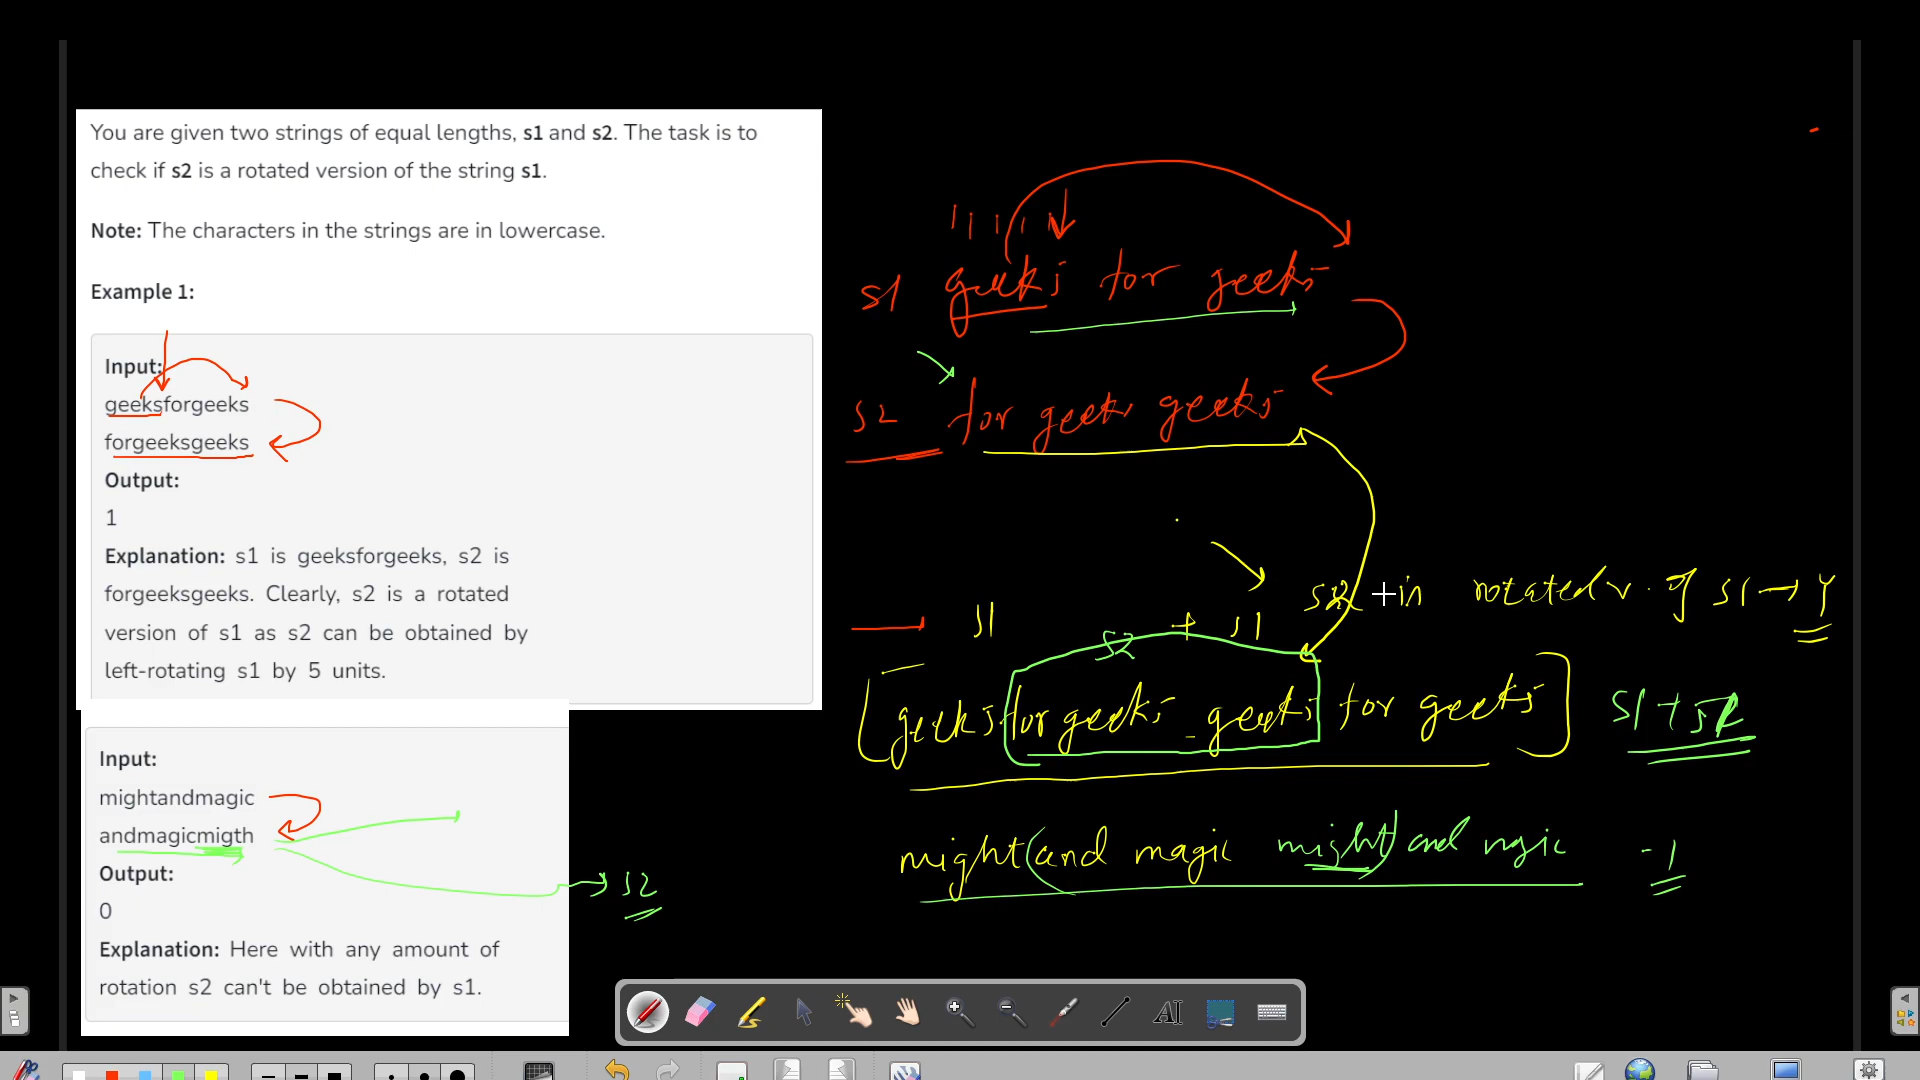 You are given two strings of equal lengths, s1 and s2. The task is to
check if s2 is a rotated version of the string s1.
Note: The characters in the strings are in lowercase.
Example 1:
Input:
geeksforgeeks
forgeeksgeeks
Output:
1
Explanation: s1 is geeksforgeeks, s2 is
forgeeksgeeks. Clearly, s2 is a rotated
version of s1 as s2 can be obtained by
left-rotating s1 by 5 units.
Input:
mightandmagic
andmagicmigth
Output:
0
Explanation: Here with any amount of
rotation s2 can't be obtained by s1.
s2
s1 geeks for geeks
s2 for geeks geeks
s1 s2 + s1
in rotated v. of s1 → y
[geeks for geeks geeks for geeks] s1 +
might (and magic might) and -1
AI